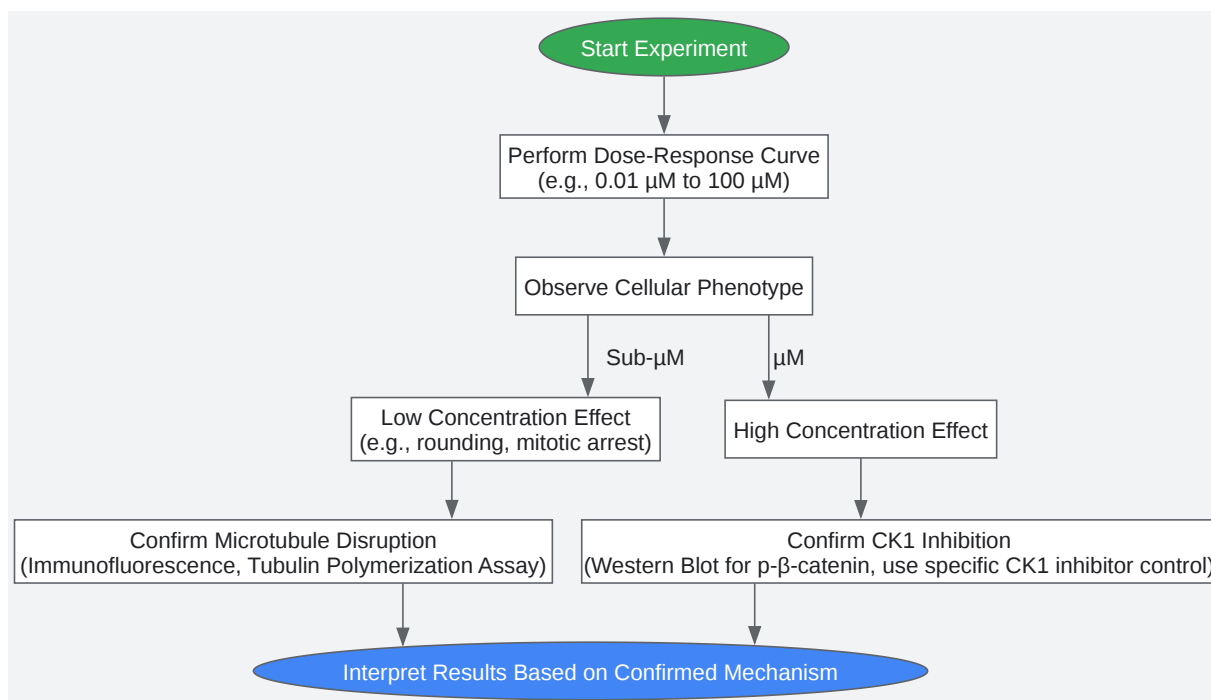 Start Experiment
Perform Dose-Response Curve
(e.g., 0.01 µM to 100 µM)
Observe Cellular Phenotype
Sub-µM
µM
Low Concentration Effect
(e.g., rounding, mitotic arrest)
High Concentration Effect
Confirm Microtubule Disruption
(Immunofluorescence, Tubulin Polymerization Assay)
Confirm CK1 Inhibition
(Western Blot for p-β-catenin, use specific CK1 inhibitor control)
Interpret Results Based on Confirmed Mechanism